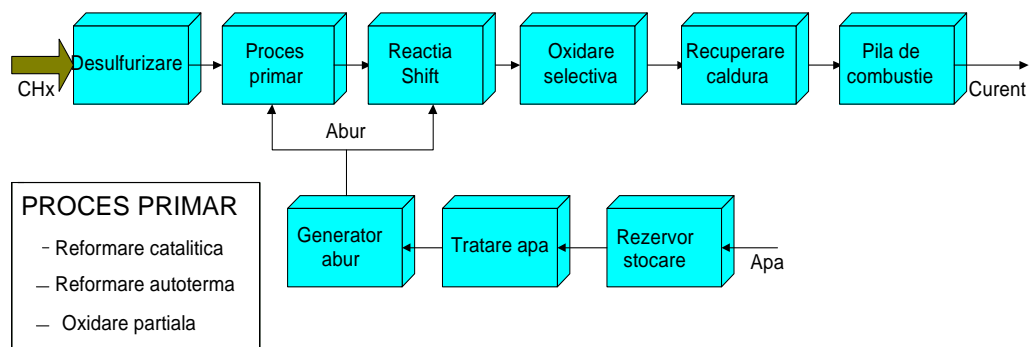 CHx
Desulfurizare
Proces
primar
Reactia
Shift
Oxidare
selectiva
Recuperare
caldura
Pila de
combustie
Curent
Abur
PROCES PRIMAR
- Reformare catalitica
— Reformare autoterma
— Oxidare partiala
Generator
abur
Tratare apa
Rezervor
stocare
Apa